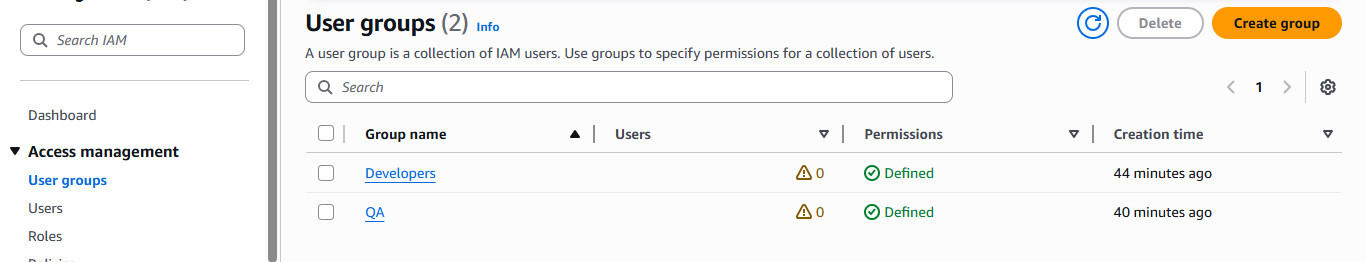 Search IAM
Dashboard
Access management
User groups
Users
Roles
User groups (2) Info
Delete
Create group
A user group is a collection of IAM users. Use groups to specify permissions for a collection of users.
Search
1
Group name Users Permissions Creation time
Developers 0 Defined 44 minutes ago
QA 0 Defined 40 minutes ago